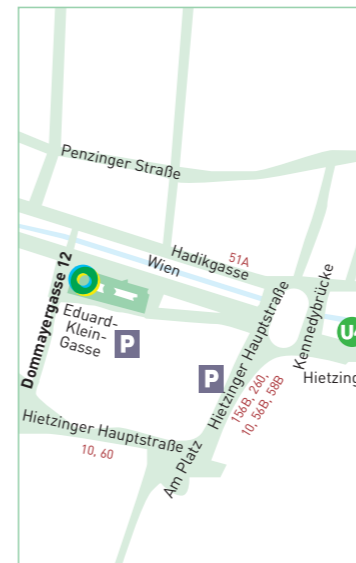 Penzinger Straße
51A
Hadikgasse
Wien
Dommayergasse 12
Eduard-
Klein-
Gasse
P
P
Hietzinger Hauptstraße
156B, 260,
10, 56B, 58B
Kennedybrücke
U4
Hietzing
Hietzinger Hauptstraße
10, 60
Am Platz